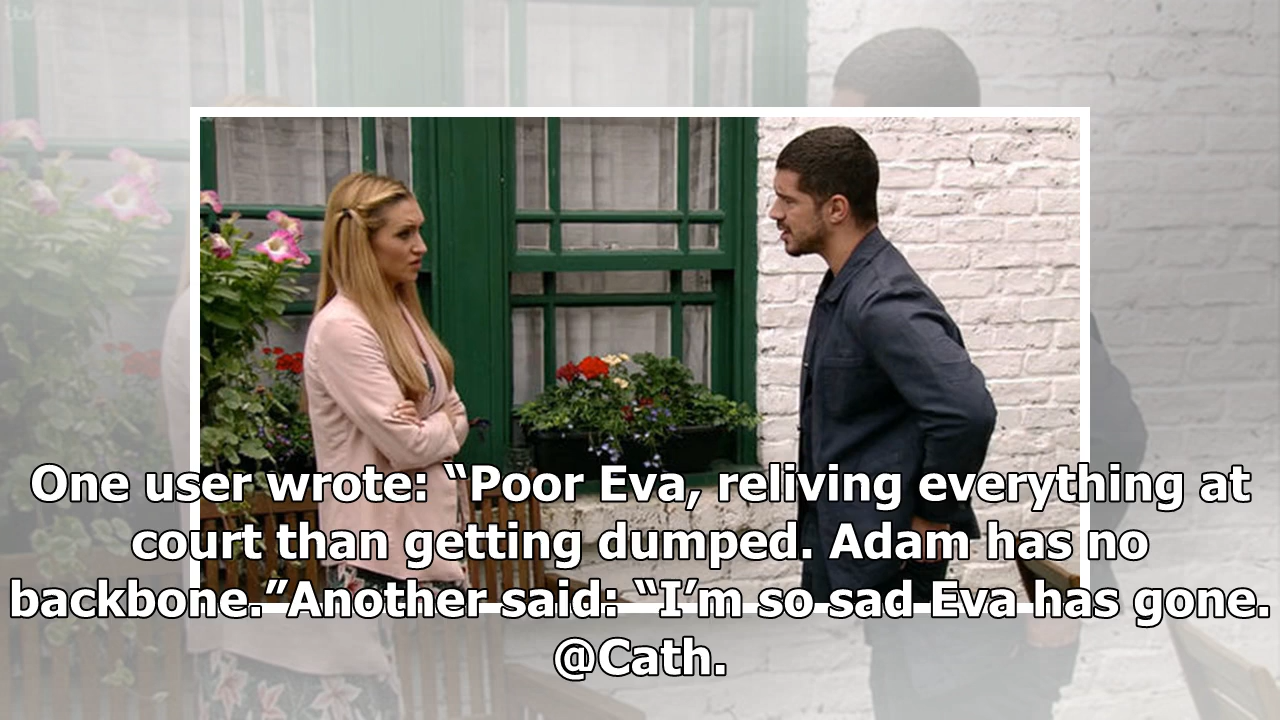 itv
One user wrote: “Poor Eva, reliving everything at
court than getting dumped. Adam has no
backbone.”Another said: “I’m so sad Eva has gone.
@Cath.